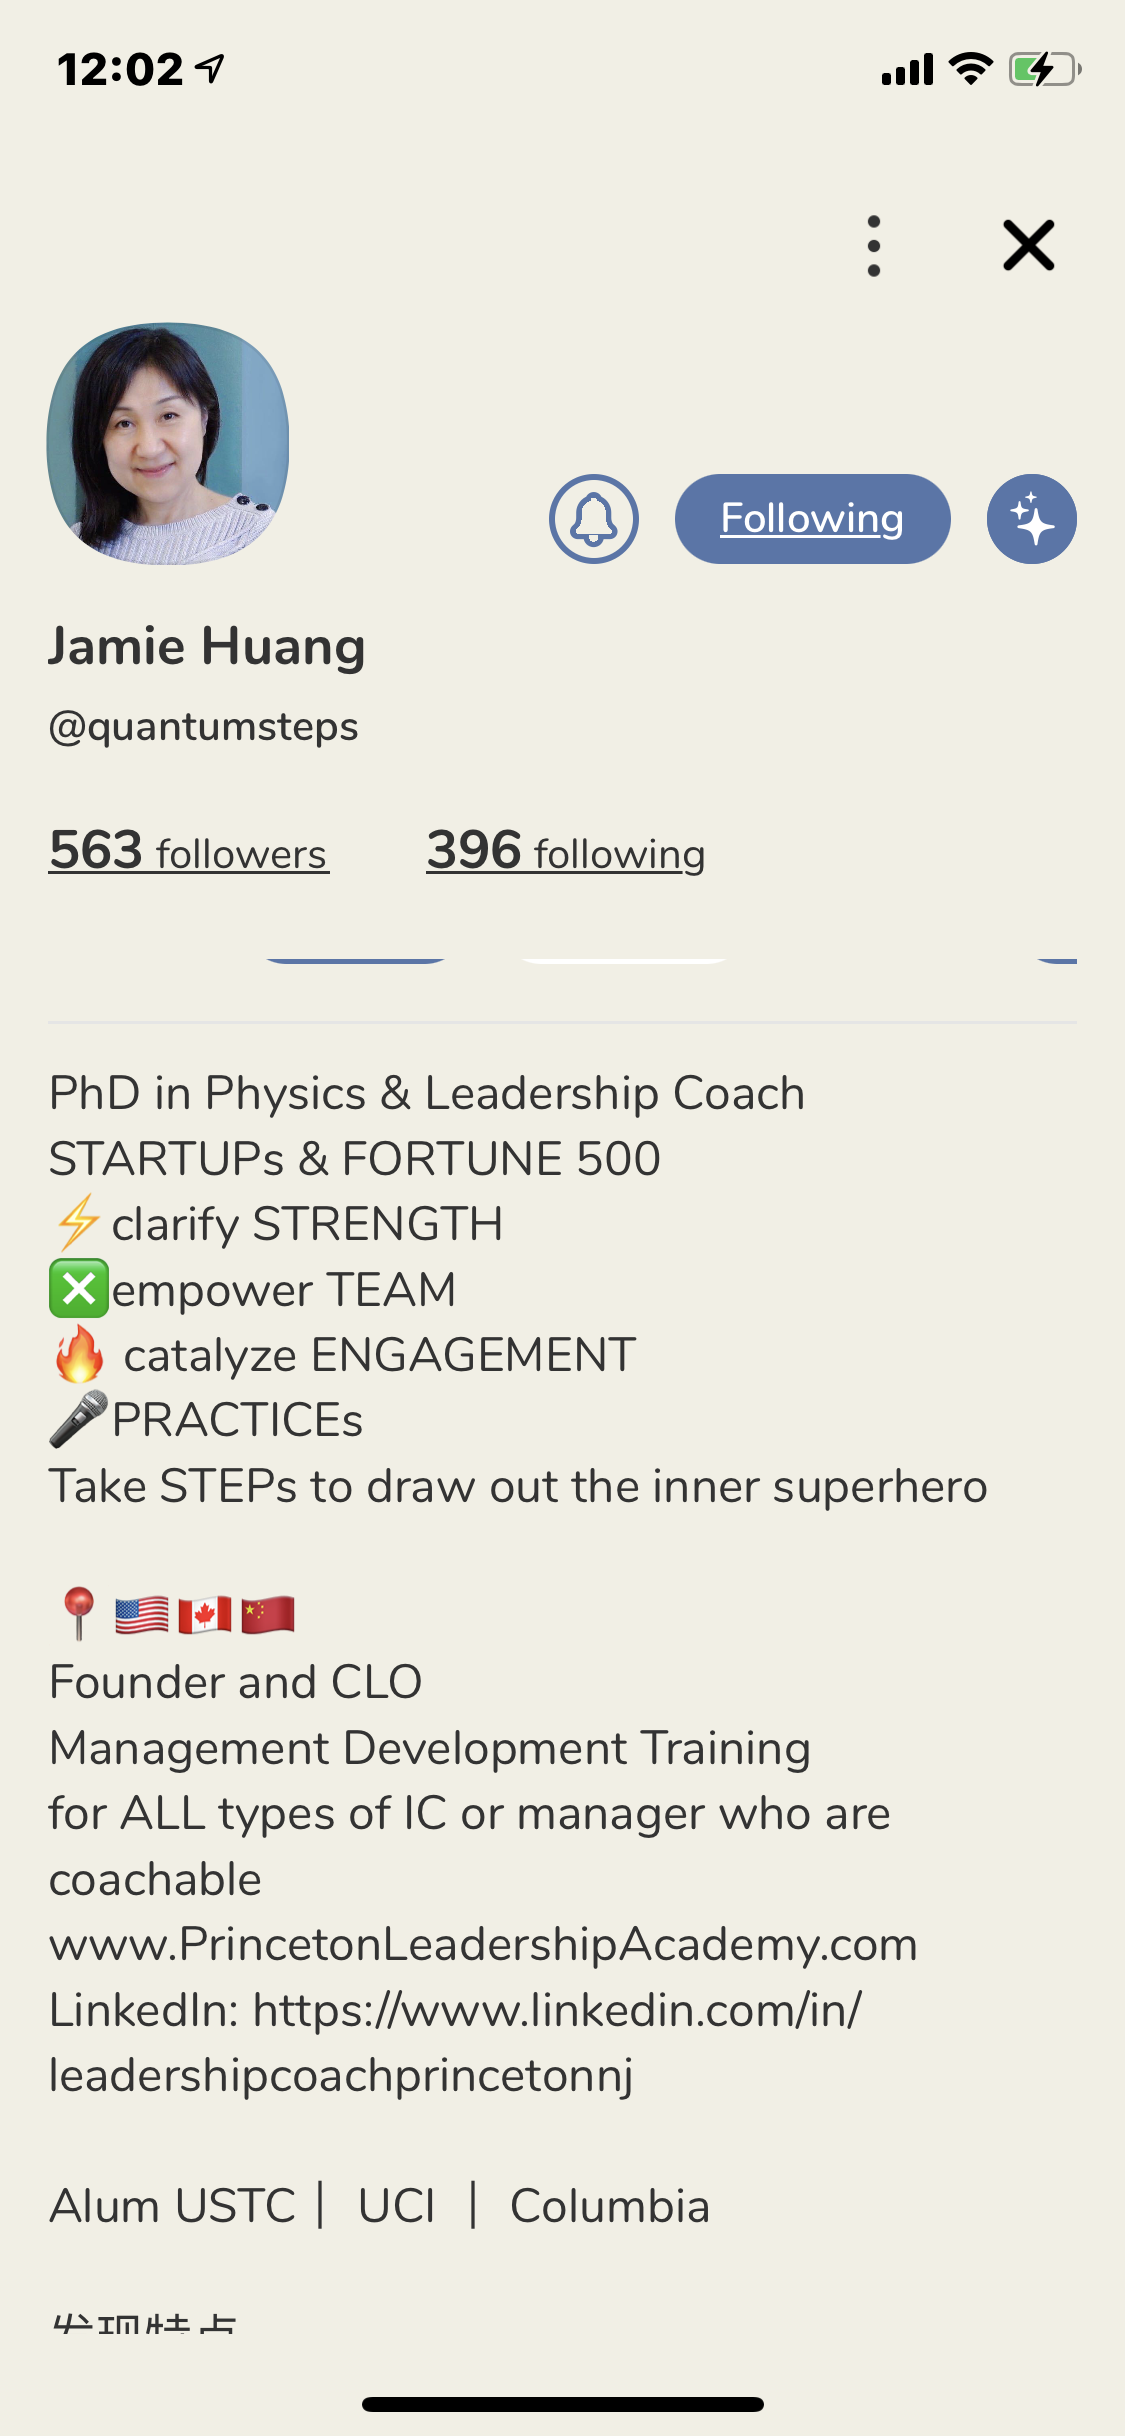 12:02
Following
Jamie Huang
@quantumsteps
563 followers 396 following
PhD in Physics & Leadership Coach
STARTUPs & FORTUNE 500
⚡clarify STRENGTH
❎empower TEAM
🔥 catalyze ENGAGEMENT
🎤PRACTICEs
Take STEPs to draw out the inner superhero
📍🇺🇸🇨🇦🇨🇳
Founder and CLO
Management Development Training
for ALL types of IC or manager who are
coachable
www.PrincetonLeadershipAcademy.com
LinkedIn: https://www.linkedin.com/in/
leadershipcoachprincetonnj
Alum USTC｜ UCI ｜ Columbia